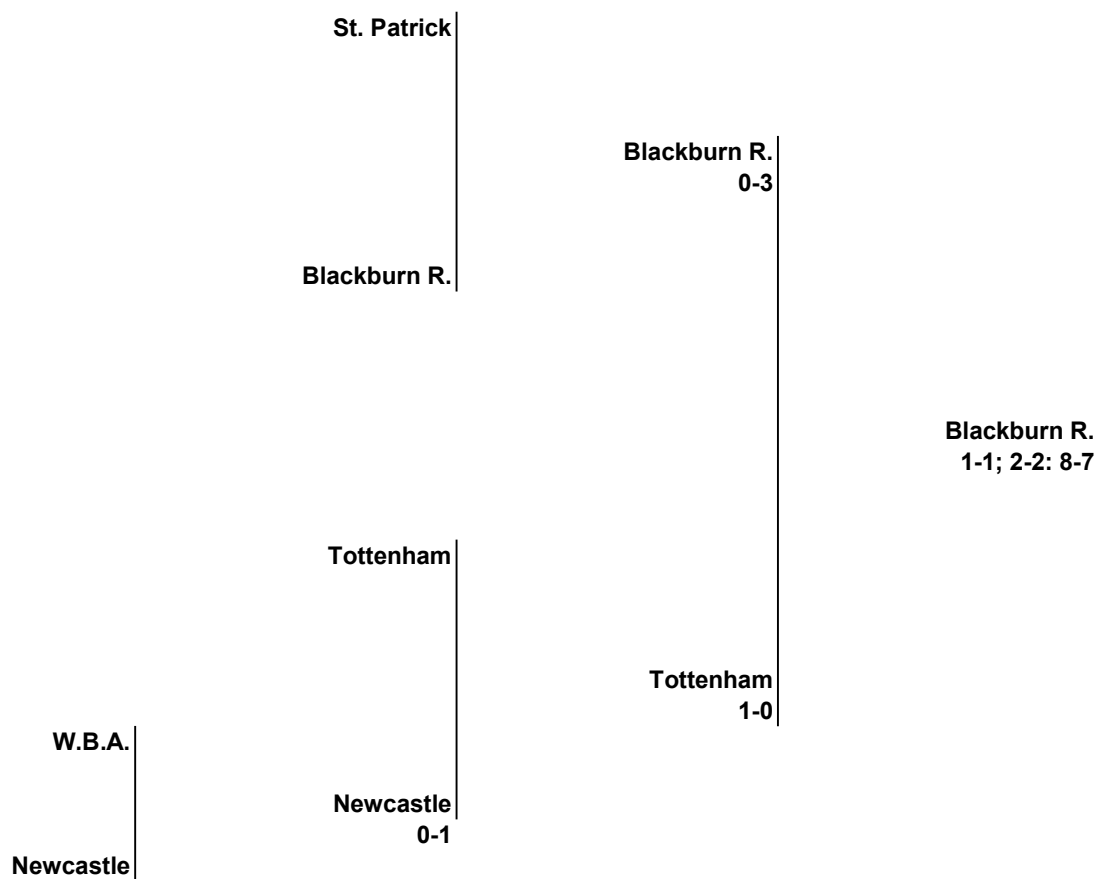 St. Patrick
Blackburn R.
0-3
Blackburn R.
Blackburn R.
1-1; 2-2: 8-7
Tottenham
Tottenham
1-0
W.B.A.
Newcastle
0-1
Newcastle